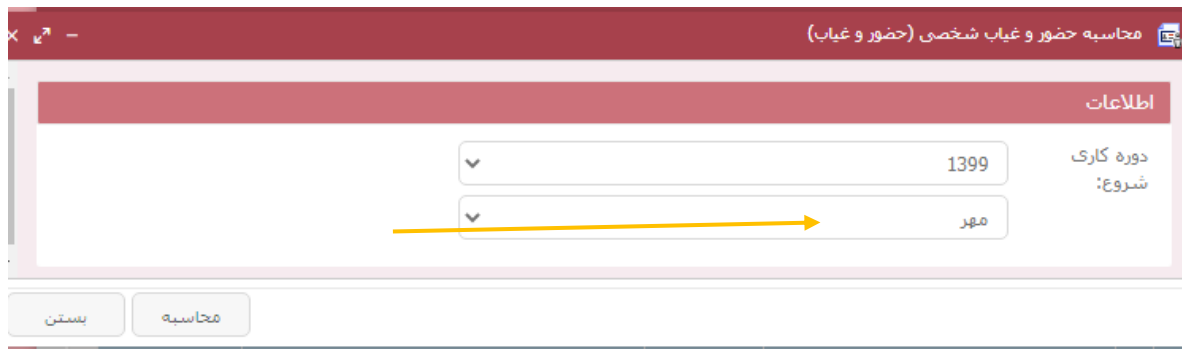 محاسبه حضور و غیاب شخصی (حضور و غیاب)
اطلاعات
دوره کاری
شروع:
1399
مهر
محاسبه
بستن